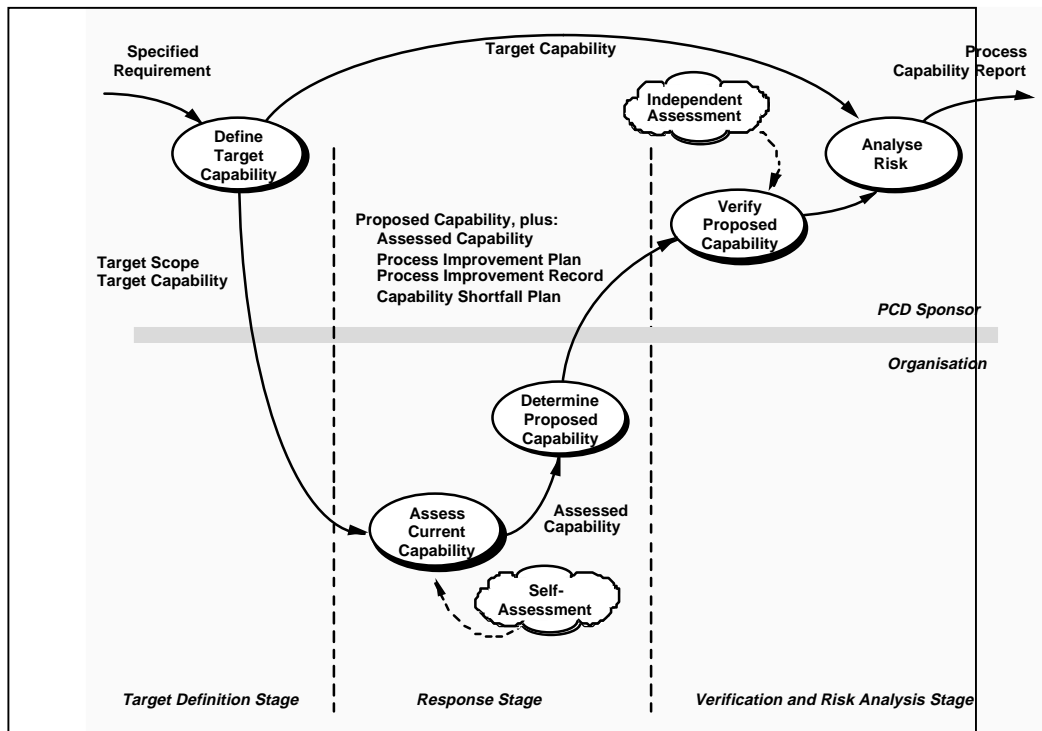 Specified
Requirement
Target Capability
Process
Capability Report
Independent
Assessment
Define
Target
Capability
Analyse
Risk
Verify
Proposed
Capability
Proposed Capability, plus:
Assessed Capability
Process Improvement Plan
Process Improvement Record
Capability Shortfall Plan
Target Scope
Target Capability
PCD Sponsor
Organisation
Determine
Proposed
Capability
Assess
Current
Capability
Assessed
Capability
Self-
Assessment
Target Definition Stage
Response Stage
Verification and Risk Analysis Stage